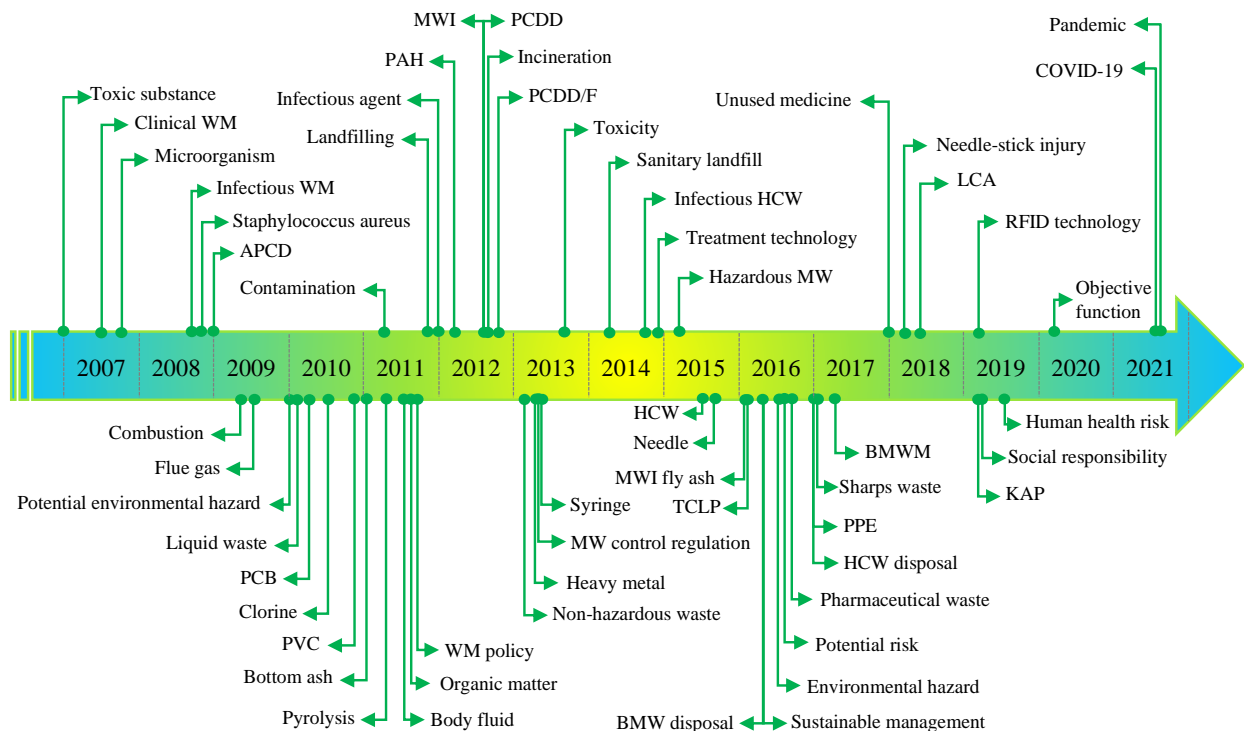 MWI
PCDD
Pandemic
PAH
Incineration
COVID-19
Toxic substance
Infectious agent
PCDD/F
Unused medicine
Clinical WM
Landfilling
Toxicity
Microorganism
Sanitary landfill
Needle-stick injury
Infectious WM
Infectious HCW
LCA
Staphylococcus aureus
RFID technology
APCD
Treatment technology
Contamination
Hazardous MW
Objective
function
2007
2008
2009
2010
2011
2012
2013
2014
2015
2016
2017
2018
2019
2020
2021
Combustion
HCW
Human health risk
Flue gas
Needle
BMWM
Social responsibility
Potential environmental hazard
Syringe
MWI fly ash
Sharps waste
KAP
TCLP
Liquid waste
MW control regulation
PPE
PCB
Heavy metal
HCW disposal
Clorine
Non-hazardous waste
Pharmaceutical waste
PVC
WM policy
Potential risk
Bottom ash
Organic matter
Environmental hazard
Pyrolysis
Body fluid
BMW disposal
Sustainable management